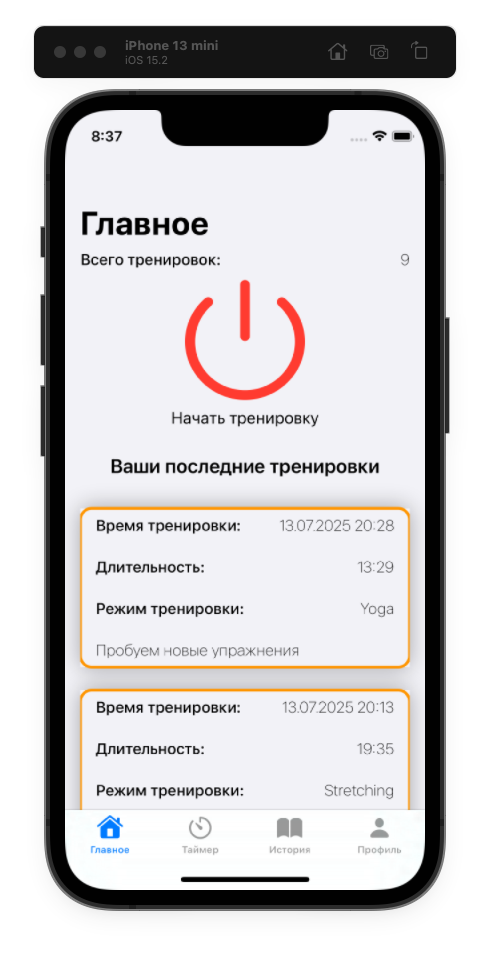 iPhone 13 mini
iOS 15.2
8:37
Главное
Всего тренировок: 9
Начать тренировку
Ваши последние тренировки
Время тренировки: 13.07.2025 20:28
Длительность: 13:29
Режим тренировки: Yoga
Пробуем новые упражнения
Время тренировки: 13.07.2025 20:13
Длительность: 19:35
Режим тренировки: Stretching
Главное Таймер История Профиль